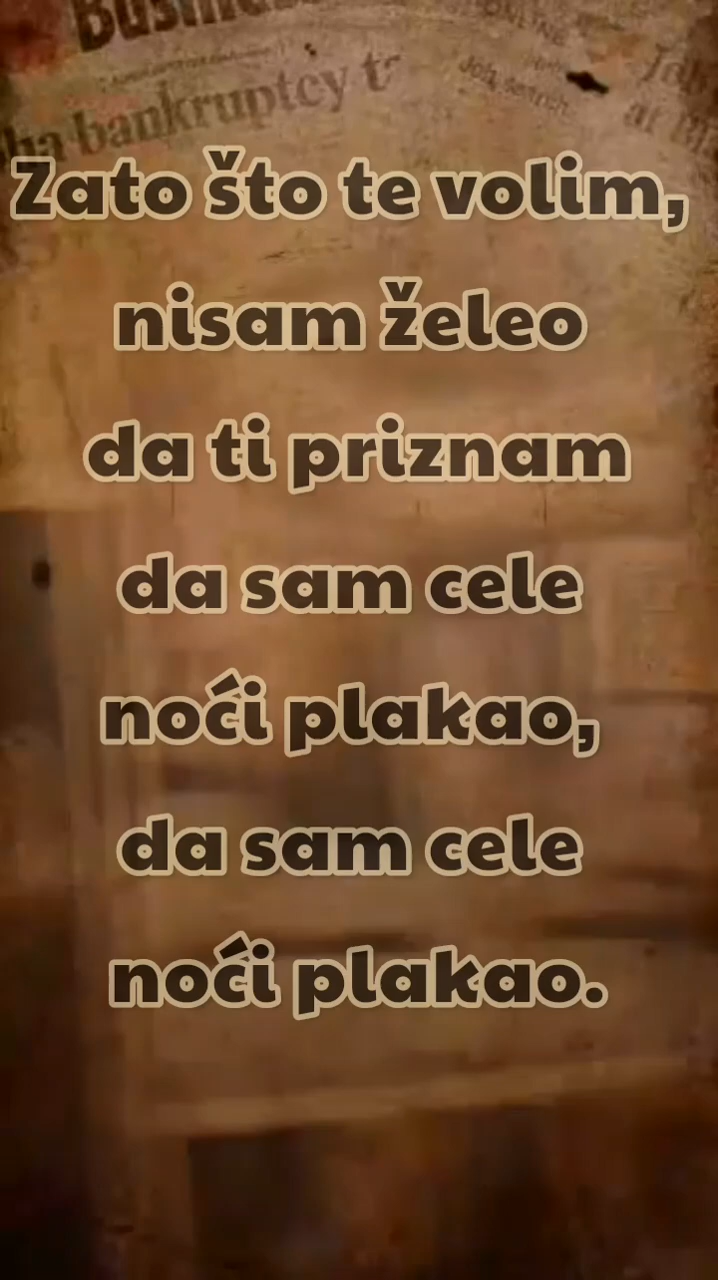 bankruptcy
Zato što te volim,
nisam želeo
da ti priznam
da sam cele
noći plakao,
da sam cele
noći plakao.